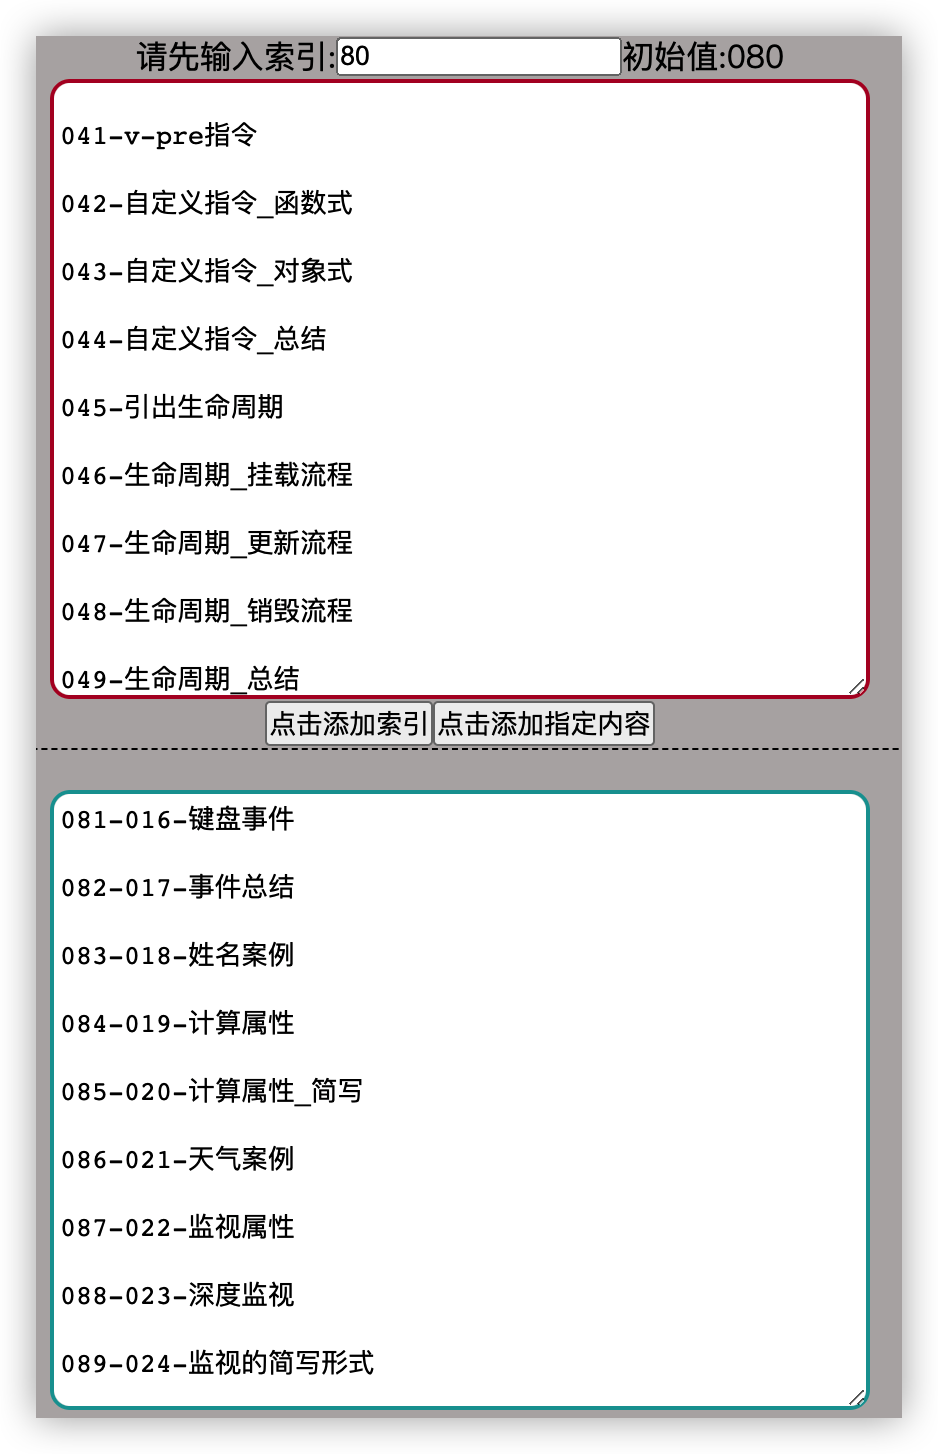 请先输入索引:80初始值:080
041-v-pre指令
042-自定义指令_函数式
043-自定义指令_对象式
044-自定义指令_总结
045-引出生命周期
046-生命周期_挂载流程
047-生命周期_更新流程
048-生命周期_销毁流程
049-生命周期_总结
点击添加索引 点击添加指定内容
081-016-键盘事件
082-017-事件总结
083-018-姓名案例
084-019-计算属性
085-020-计算属性_简写
086-021-天气案例
087-022-监视属性
088-023-深度监视
089-024-监视的简写形式